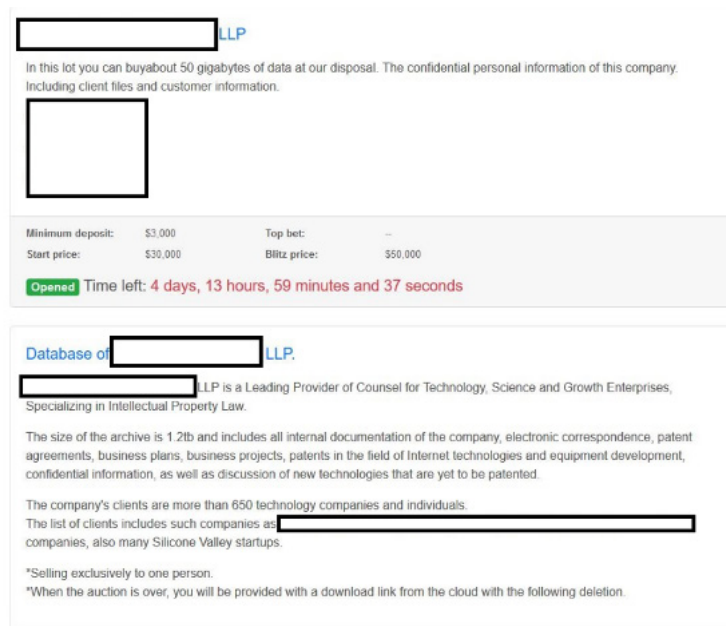 LLP
In this lot you can buyabout 50 gigabytes of data at our disposal. The confidential personal information of this company.
Including client files and customer information.
Minimum deposit: $3,000 Top bet: –
Start price: $30,000 Blitz price: $50,000
Opened Time left: 4 days, 13 hours, 59 minutes and 37 seconds
Database of LLP.
LLP is a Leading Provider of Counsel for Technology, Science and Growth Enterprises,
Specializing in Intellectual Property Law.
The size of the archive is 1.2tb and includes all internal documentation of the company, electronic correspondence, patent
agreements, business plans, business projects, patents in the field of Internet technologies and equipment development,
confidential information, as well as discussion of new technologies that are yet to be patented.
The company's clients are more than 650 technology companies and individuals.
The list of clients includes such companies as
companies, also many Silicone Valley startups.
*Selling exclusively to one person.
*When the auction is over, you will be provided with a download link from the cloud with the following deletion.